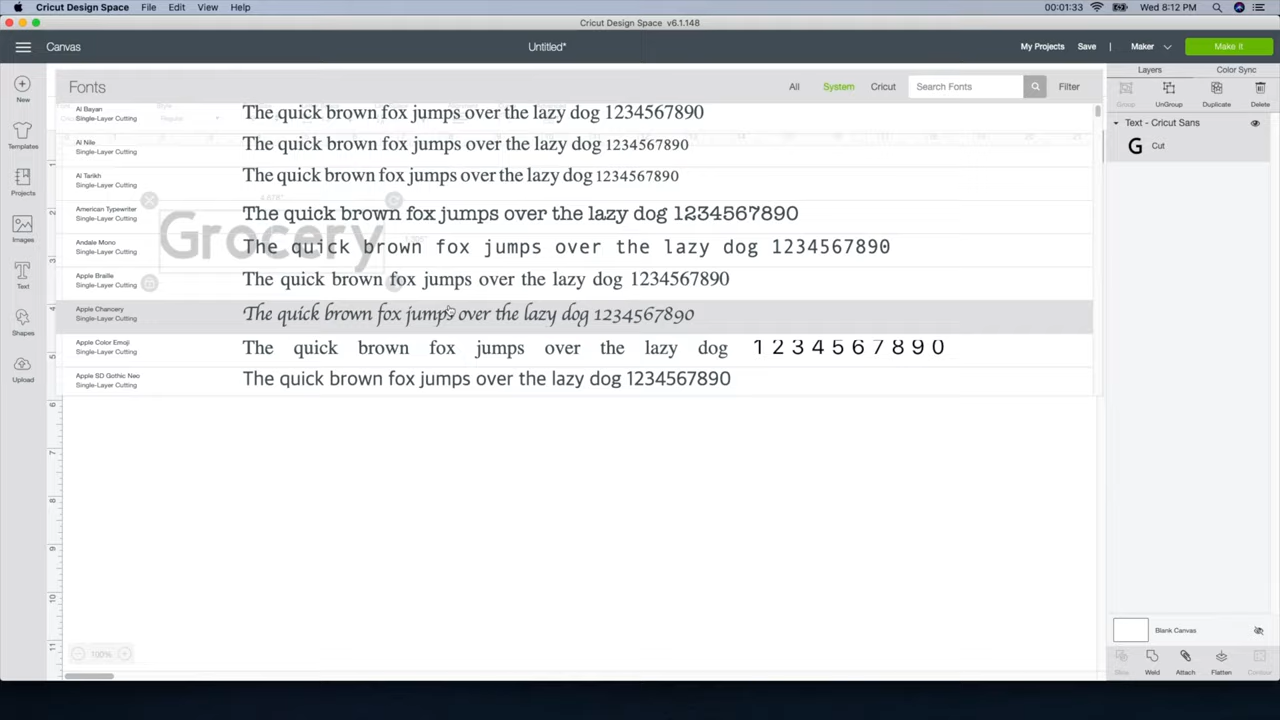 Cricut Design Space File Edit View Help 00:01:33 Wed 8:12 PM
Cricut Design Space v6.1.148
Canvas Untitled* My Projects Save | Maker Make It
Fonts All System Cricut Search Fonts Filter
Layers Color Sync
Group UnGroup Duplicate Delete
Text - Cricut Sans
G Cut
New
Templates
Projects
Images
Text
Shapes
Upload
Al Bayan
Single-Layer Cutting
The quick brown fox jumps over the lazy dog 1234567890
Al Nile
Single-Layer Cutting
The quick brown fox jumps over the lazy dog 1234567890
Al Tarikh
Single-Layer Cutting
The quick brown fox jumps over the lazy dog 1234567890
American Typewriter
Single-Layer Cutting
The quick brown fox jumps over the lazy dog 1234567890
Grocery
Andale Mono
Single-Layer Cutting
The quick brown fox jumps over the lazy dog 1234567890
Apple Braille
Single-Layer Cutting
The quick brown fox jumps over the lazy dog 1234567890
Apple Chancery
Single-Layer Cutting
The quick brown fox jumps over the lazy dog 1234567890
Apple Color Emoji
Single-Layer Cutting
The quick brown fox jumps over the lazy dog 1234567890
Apple SD Gothic Neo
Single-Layer Cutting
The quick brown fox jumps over the lazy dog 1234567890
100%
Blank Canvas
Slice Weld Attach Flatten Contour